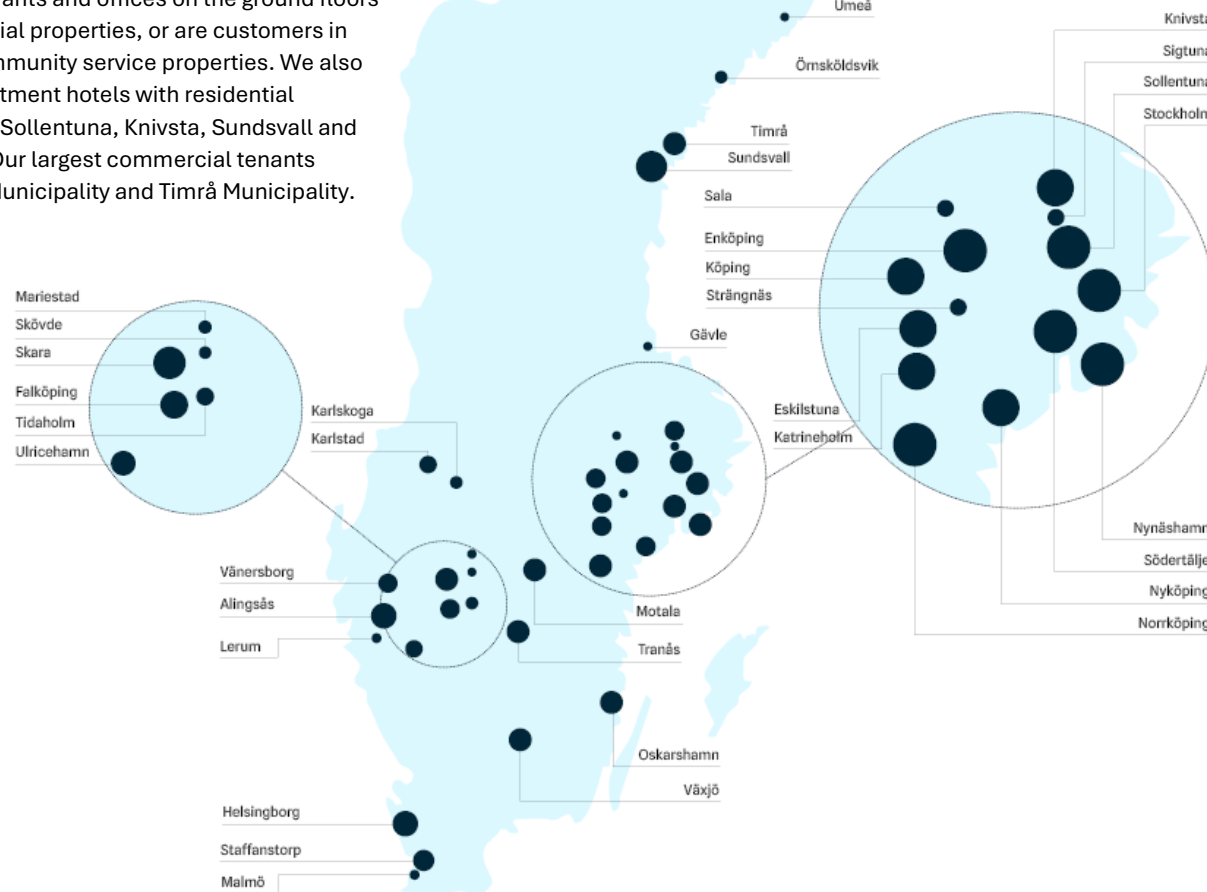 ants and offices on the ground floors
ial properties, or are customers in
mmunity service properties. We also
tment hotels with residential
Sollentuna, Knivsta, Sundsvall and
Our largest commercial tenants
Municipality and Timrå Municipality.
Umeå
Örnsköldsvik
Timrå
Sundsvall
Sala
Enköping
Köping
Strängnäs
Gävle
Knivsta
Sigtuna
Sollentuna
Stockholm
Eskilstuna
Katrineholm
Nynäshamn
Södertälje
Nyköping
Norrköping
Mariestad
Skövde
Skara
Falköping
Tidaholm
Ulricehamn
Karlskoga
Karlstad
Vänersborg
Alingsås
Lerum
Motala
Tranås
Oskarshamn
Växjö
Helsingborg
Staffanstorp
Malmö